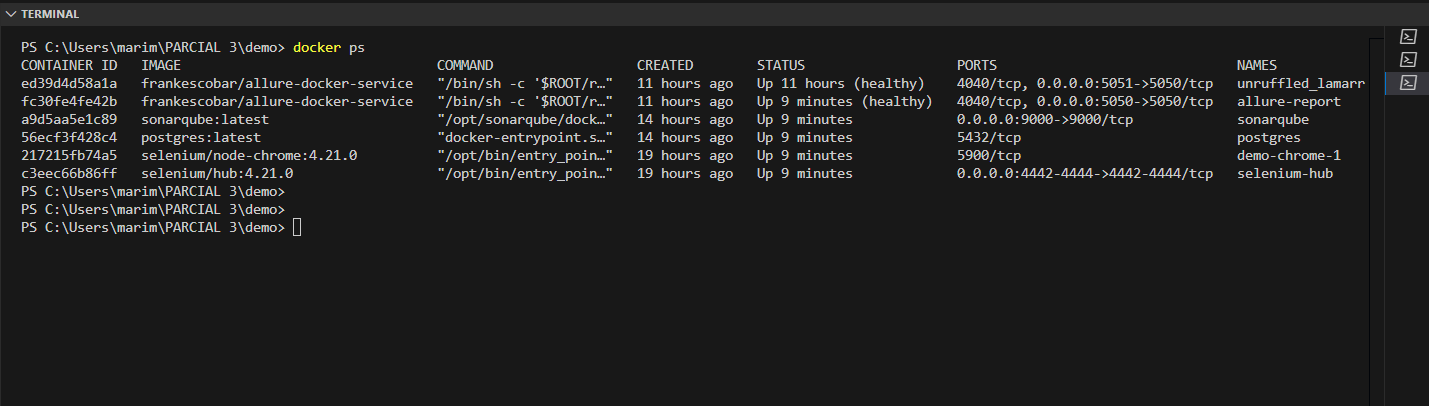 TERMINAL
PS C:\Users\marim\PARCIAL 3\demo> docker ps
CONTAINER ID   IMAGE                                COMMAND                  CREATED        STATUS                    PORTS                              NAMES
ed39d4d58a1a   frankescobar/allure-docker-service   "/bin/sh -c '$ROOT/r…"   11 hours ago   Up 11 hours (healthy)     4040/tcp, 0.0.0.0:5051->5050/tcp   unruffled_lamarr
fc30fe4fe42b   frankescobar/allure-docker-service   "/bin/sh -c '$ROOT/r…"   11 hours ago   Up 9 minutes (healthy)    4040/tcp, 0.0.0.0:5050->5050/tcp   allure-report
a9d5aa5e1c89   sonarqube:latest                     "/opt/sonarqube/dock…"   14 hours ago   Up 9 minutes              0.0.0.0:9000->9000/tcp             sonarqube
56ecf3f428c4   postgres:latest                      "docker-entrypoint.s…"   14 hours ago   Up 9 minutes              5432/tcp                           postgres
217215fb74a5   selenium/node-chrome:4.21.0          "/opt/bin/entry_poin…"   19 hours ago   Up 9 minutes              5900/tcp                           demo-chrome-1
c3eec66b86ff   selenium/hub:4.21.0                  "/opt/bin/entry_poin…"   19 hours ago   Up 9 minutes              0.0.0.0:4442-4444->4442-4444/tcp   selenium-hub
PS C:\Users\marim\PARCIAL 3\demo>
PS C:\Users\marim\PARCIAL 3\demo>
PS C:\Users\marim\PARCIAL 3\demo>